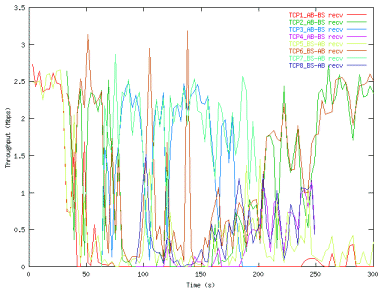 3.5
3
2.5
2
1.5
1
0.5
0
Throughput (Mbps)
0
50
100
150
200
250
300
Time (s)
TCP1_AB-BS recv
TCP2_AB-BS recv
TCP3_AB-BS recv
TCP4_AB-BS recv
TCP5_BS-AB recv
TCP6_BS-AB recv
TCP7_BS-AB recv
TCP8_BS-AB recv